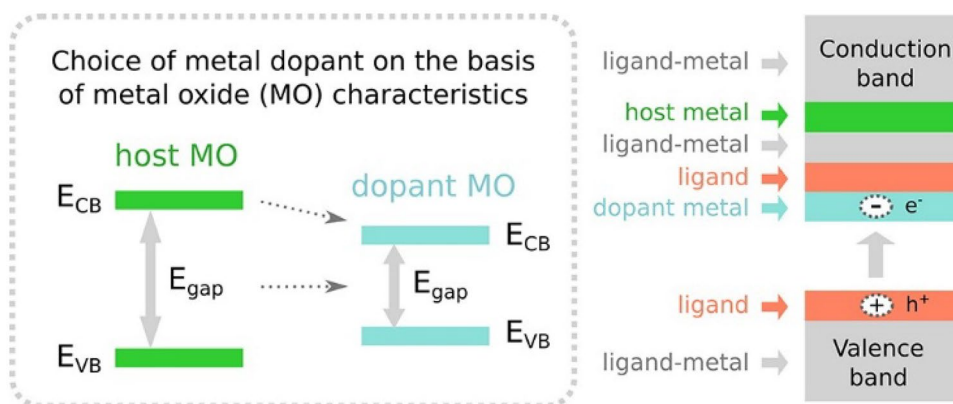 Choice of metal dopant on the basis
of metal oxide (MO) characteristics
host MO
dopant MO
E_CB
E_CB
E_gap
E_gap
E_VB
E_VB
ligand-metal
Conduction
band
host metal
ligand-metal
ligand
dopant metal
- e-
ligand
+ h+
ligand-metal
Valence
band